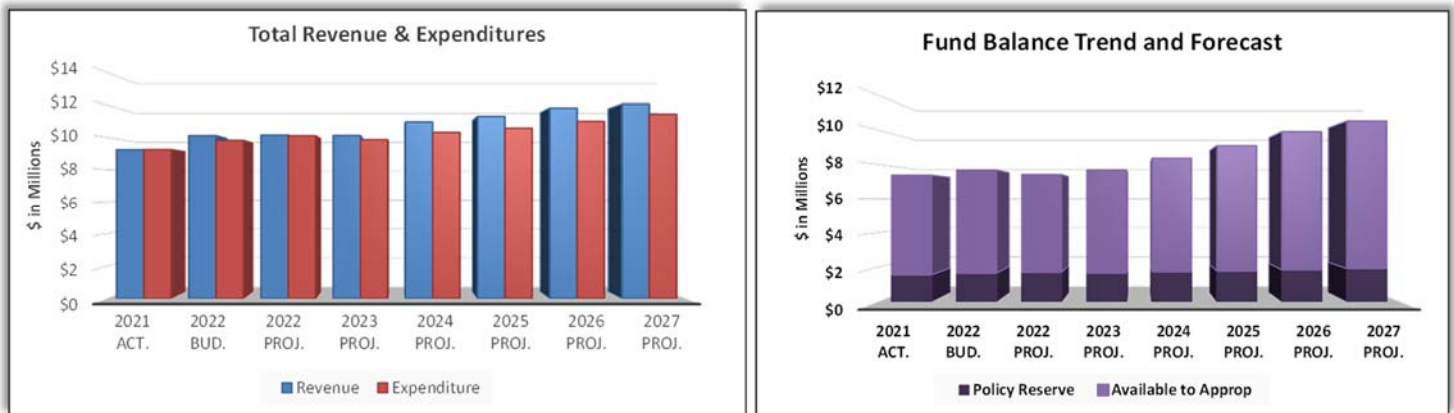 Total Revenue & Expenditures
$ in Millions
$14
$12
$10
$8
$6
$4
$2
$0
2021 2022 2022 2023 2024 2025 2026 2027
ACT. BUD. PROJ. PROJ. PROJ. PROJ. PROJ. PROJ.
Revenue Expenditure
Fund Balance Trend and Forecast
$ in Millions
$12
$10
$8
$6
$4
$2
$0
2021 2022 2022 2023 2024 2025 2026 2027
ACT. BUD. PROJ. PROJ. PROJ. PROJ. PROJ. PROJ.
Policy Reserve Available to Approp